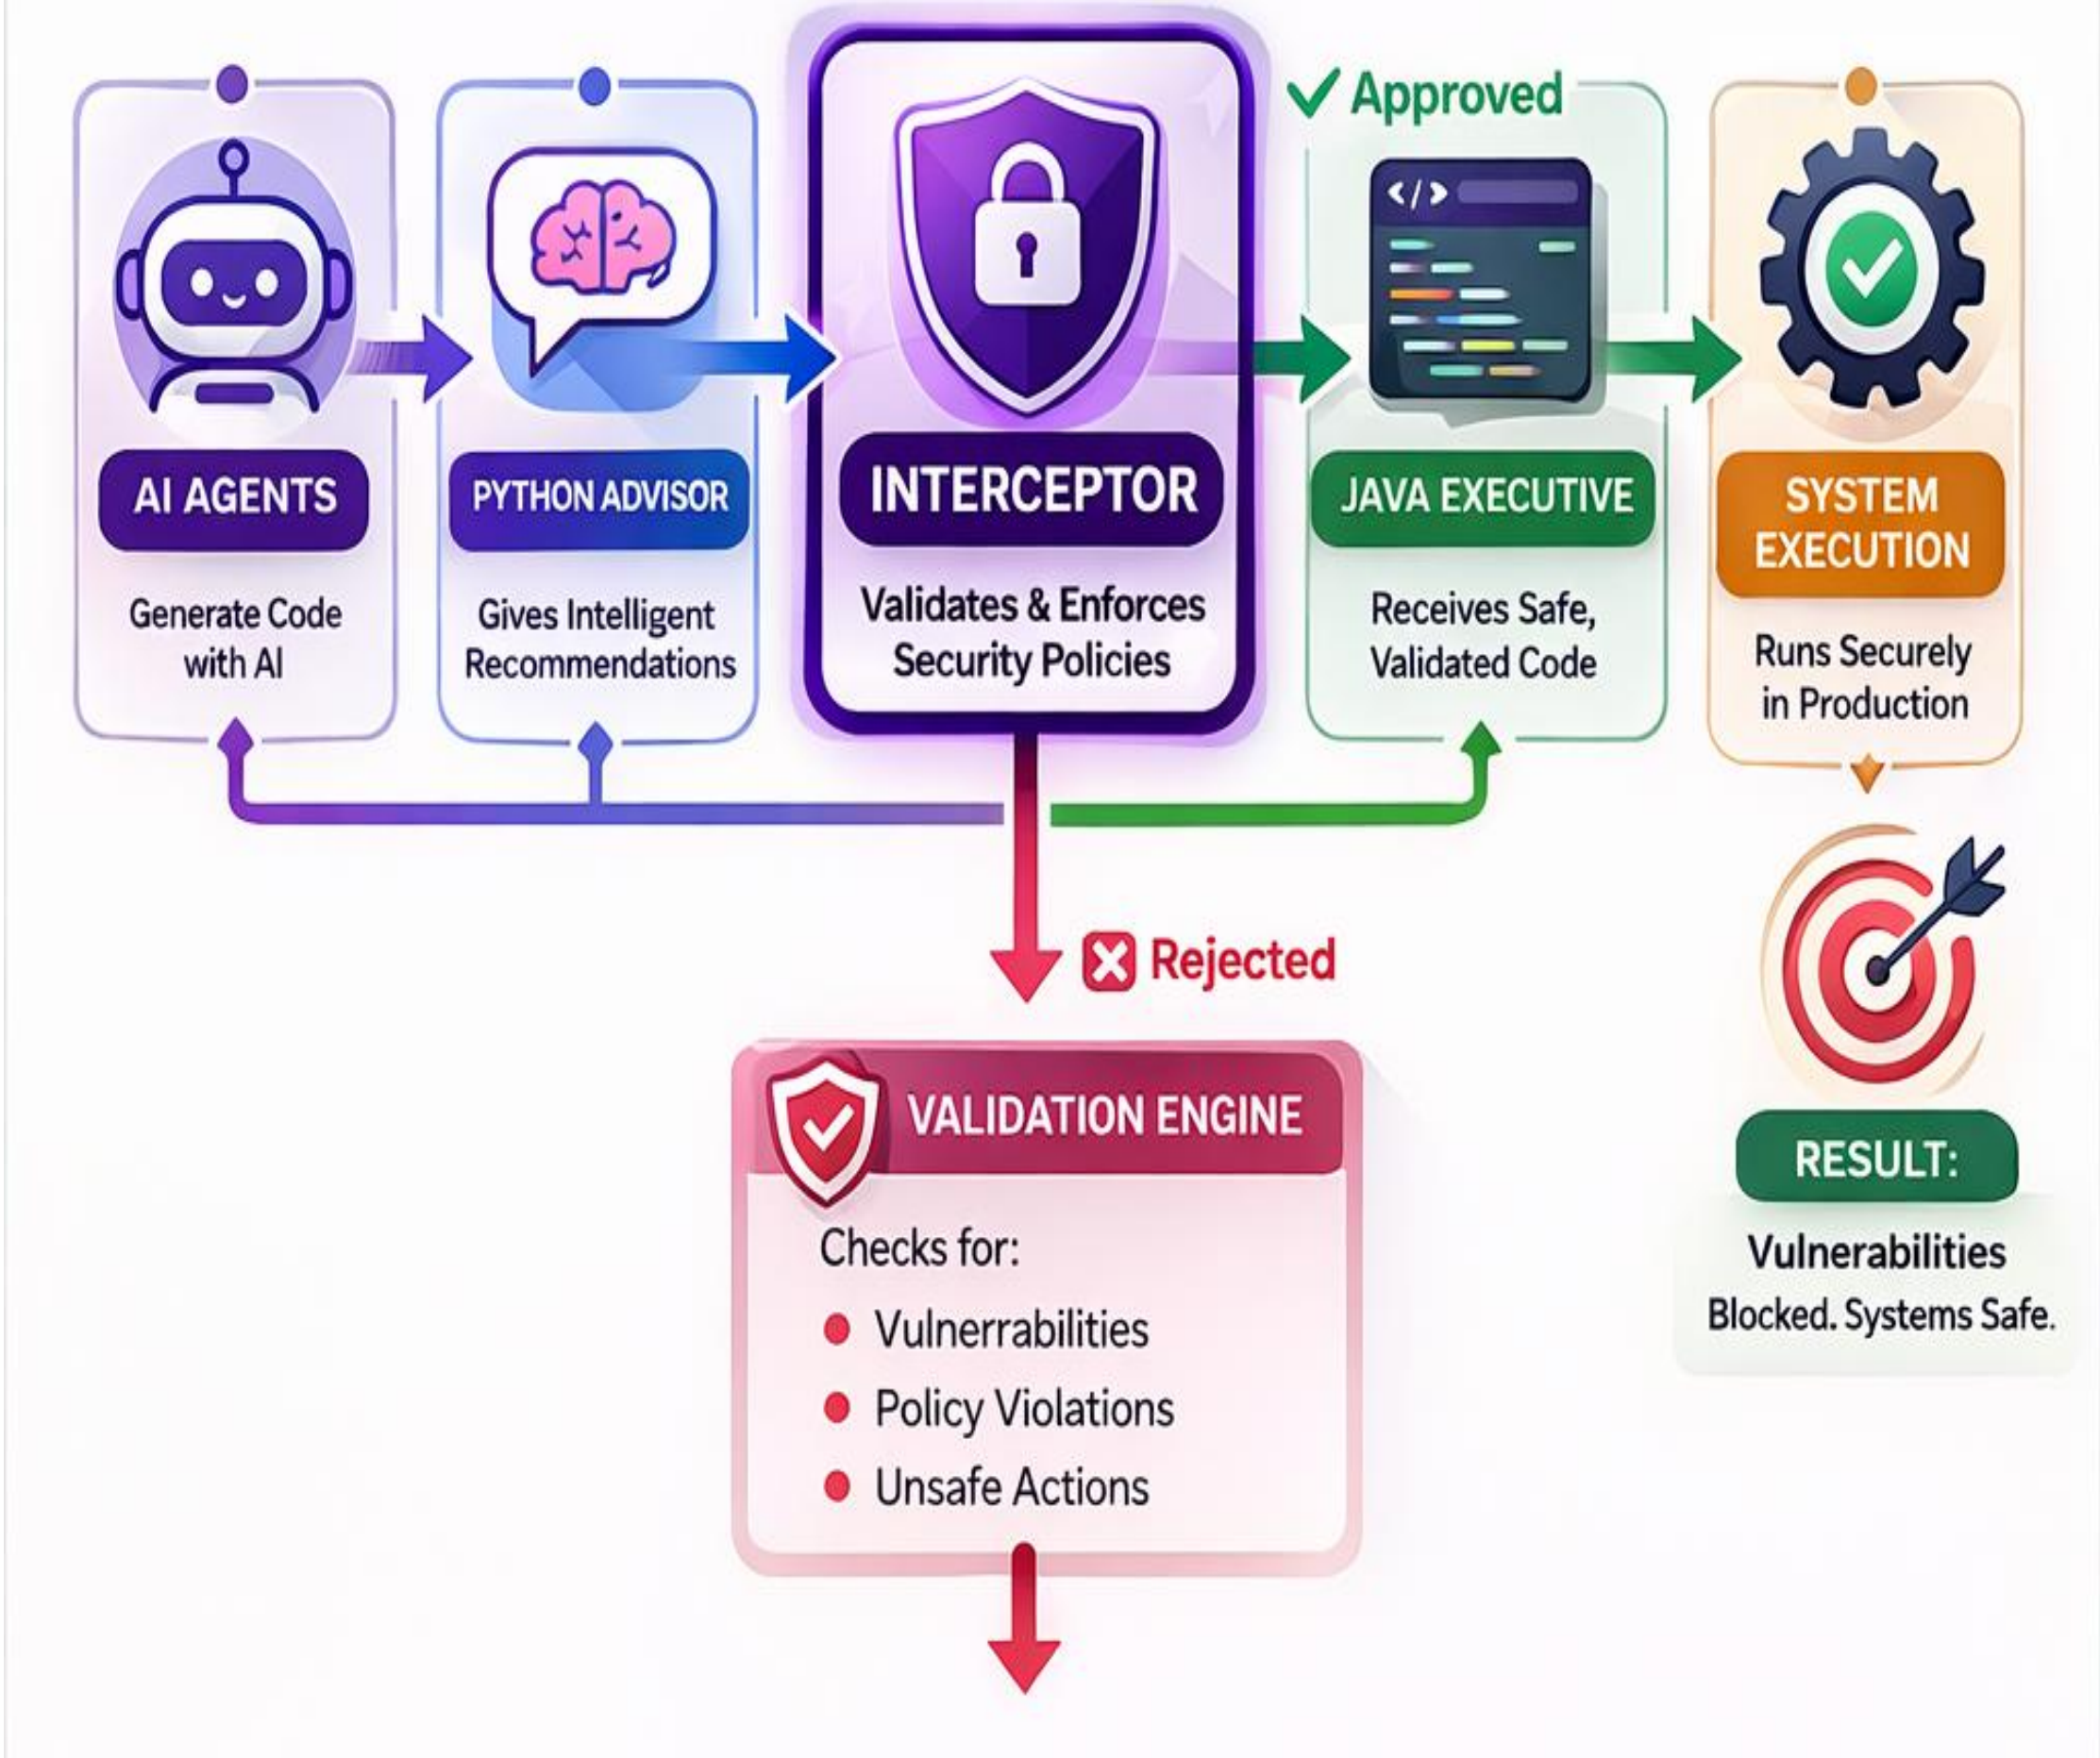 ✓ Approved
</>
AI AGENTS
Generate Code
with AI
PYTHON ADVISOR
Gives Intelligent
Recommendations
INTERCEPTOR
Validates & Enforces
Security Policies
JAVA EXECUTIVE
Receives Safe,
Validated Code
SYSTEM
EXECUTION
Runs Securely
in Production
Rejected
VALIDATION ENGINE
Checks for:
• Vulnerrabilities
• Policy Violations
• Unsafe Actions
RESULT:
Vulnerabilities
Blocked. Systems Safe.